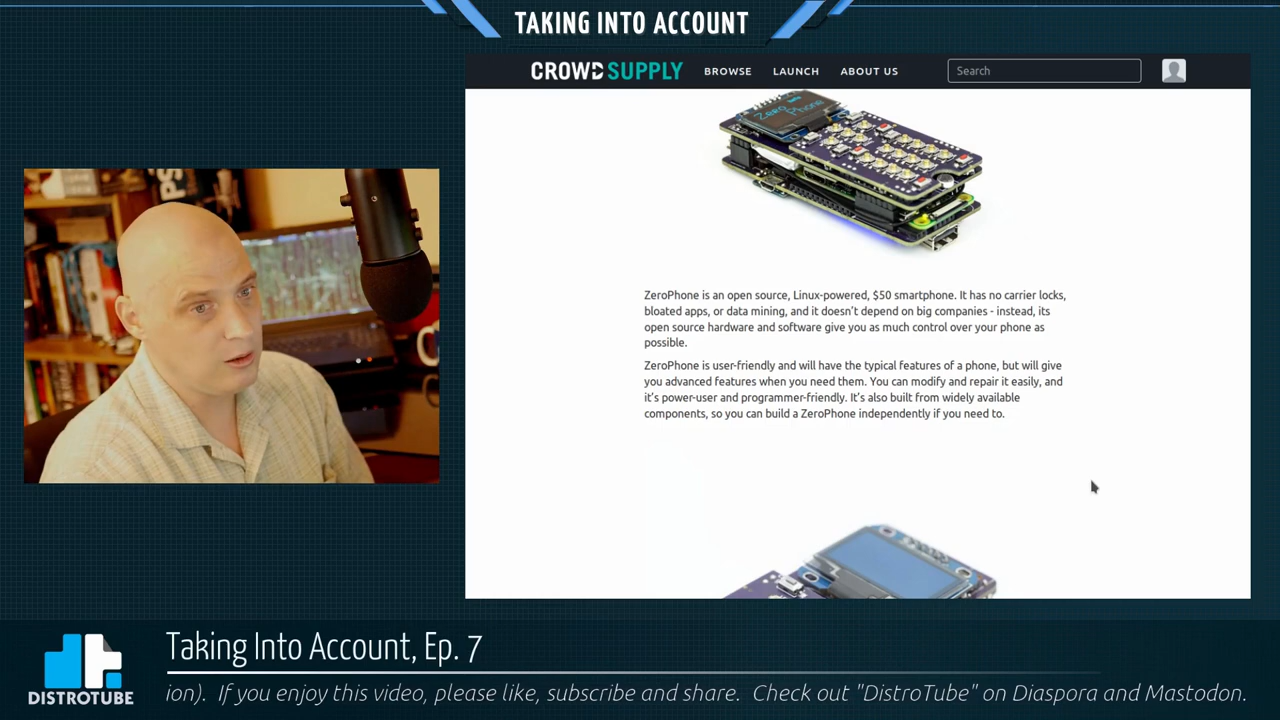 TAKING INTO ACCOUNT
CROWD SUPPLY BROWSE LAUNCH ABOUT US Search
Zero
Phone
ZeroPhone is an open source, Linux-powered, $50 smartphone. It has no carrier locks,
bloated apps, or data mining, and it doesn't depend on big companies - instead, its
open source hardware and software give you as much control over your phone as
possible.
ZeroPhone is user-friendly and will have the typical features of a phone, but will give
you advanced features when you need them. You can modify and repair it easily, and
it's power-user and programmer-friendly. It's also built from widely available
components, so you can build a ZeroPhone independently if you need to.
Taking Into Account, Ep. 7
DISTROTUBE
ion). If you enjoy this video, please like, subscribe and share. Check out "DistroTube" on Diaspora and Mastodon.